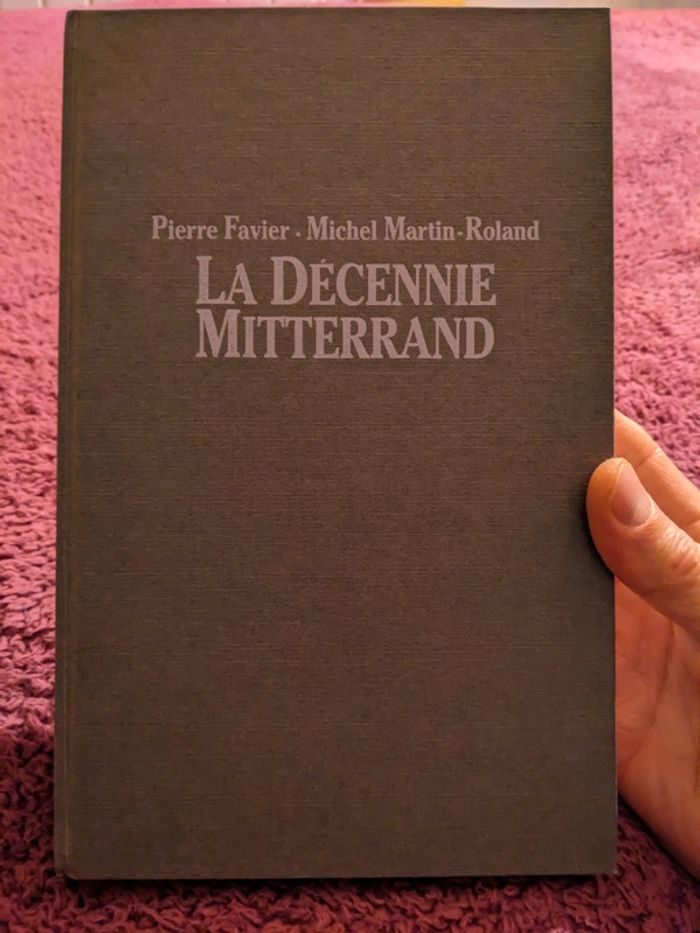 Pierre Favier • Michel Martin-Roland
LA DÉCENNIE
MITTERRAND